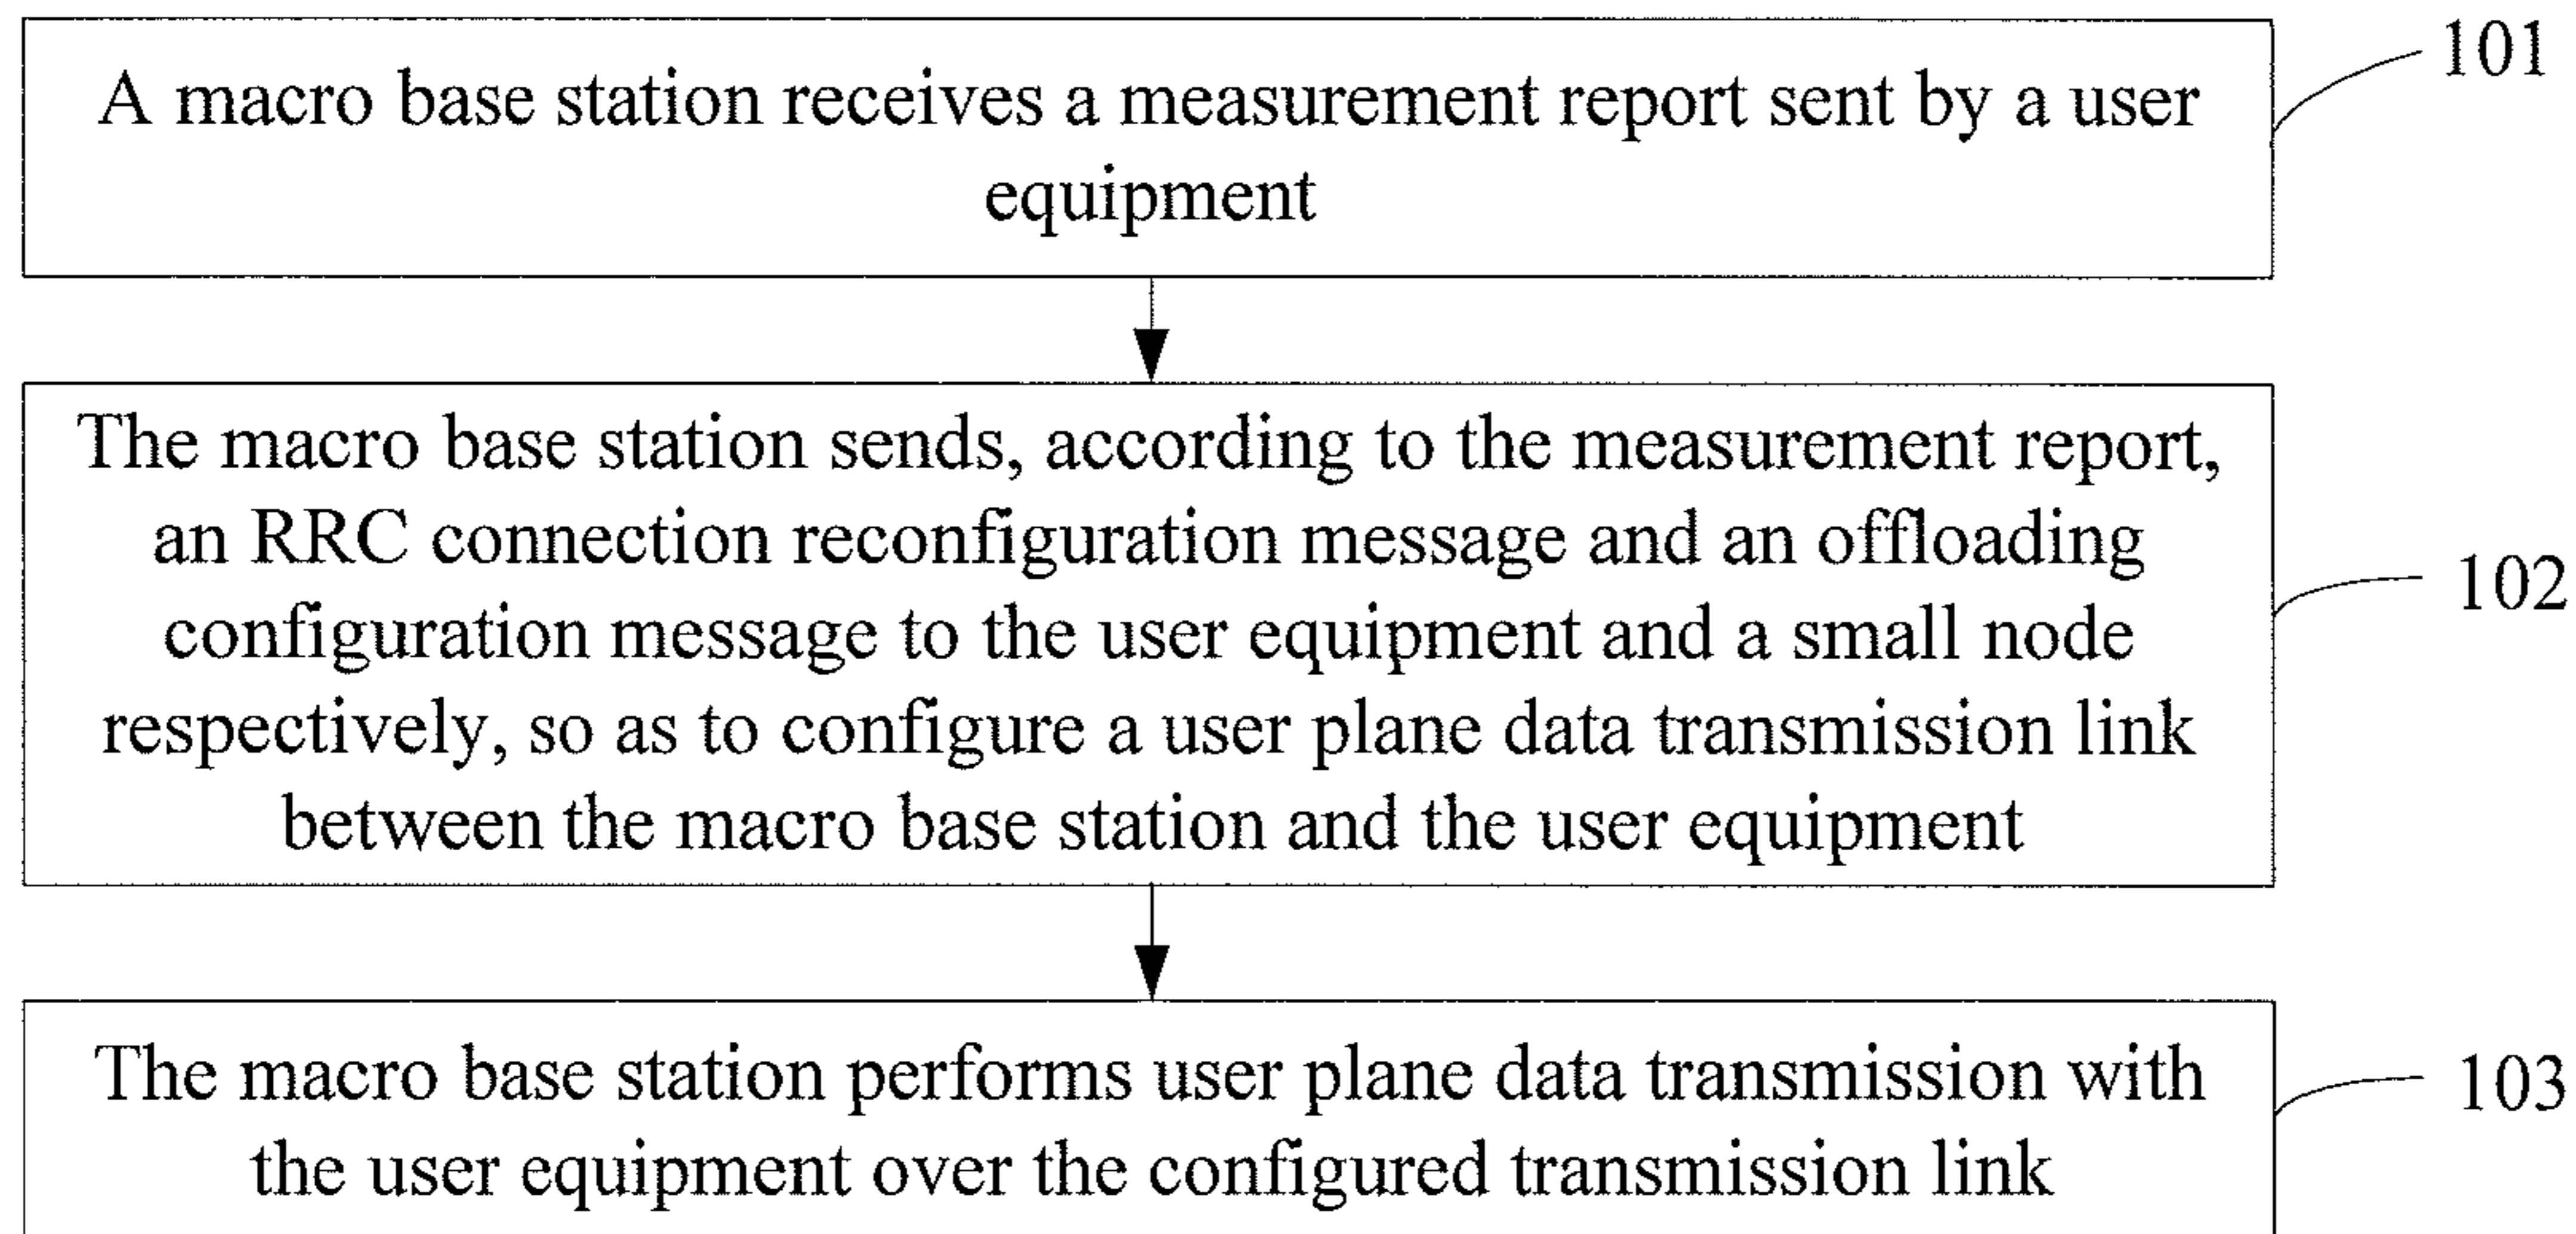 A macro base station receives a measurement report sent by a user
equipment
101
The macro base station sends, according to the measurement report,
an RRC connection reconfiguration message and an offloading
configuration message to the user equipment and a small node
respectively, so as to configure a user plane data transmission link
between the macro base station and the user equipment
102
The macro base station performs user plane data transmission with
the user equipment over the configured transmission link
103